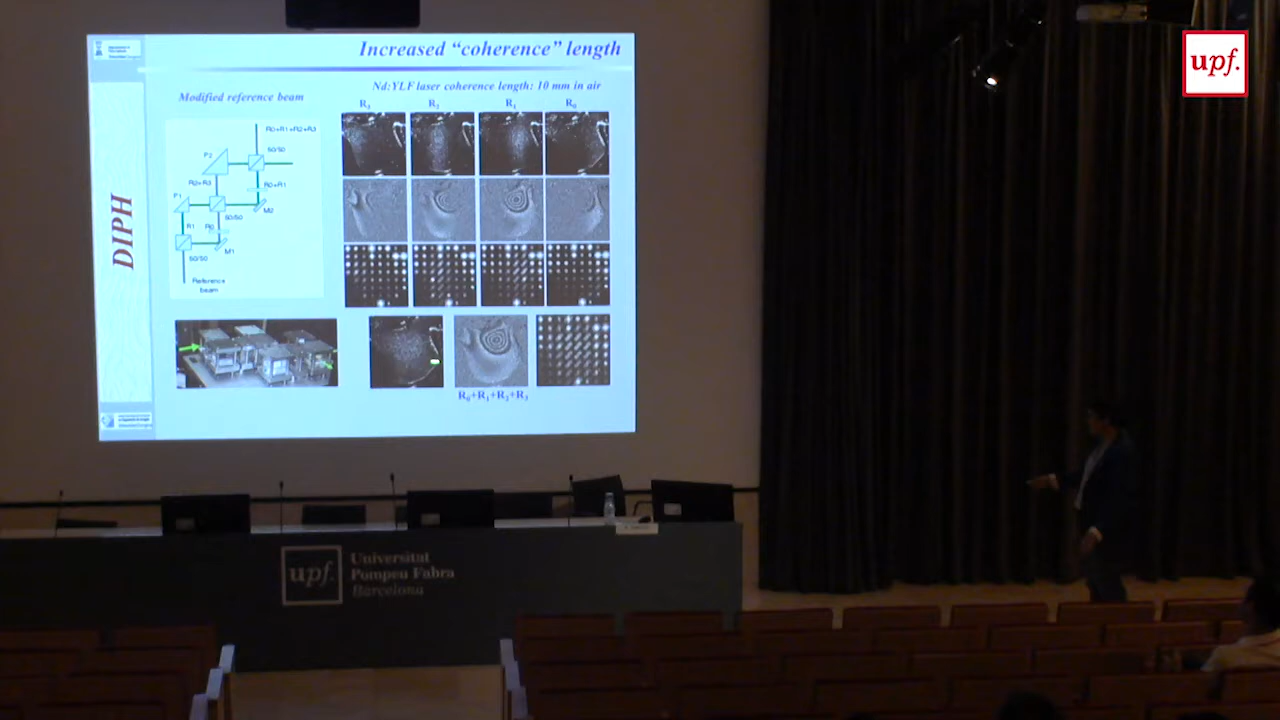 Increased “coherence” length
Modified reference beam
Nd:YLF laser coherence length: 10 mm in air
R0+R1+R2+R3
50/50
P2
R2+R3
R0+R1
P1
M2
50/50
R1
R0
M1
50/50
Reference
beam
R2
R1
R0
DIPH
R0+R1+R2+R3
upf.
upf.
Universitat
Pompeu Fabra
Barcelona